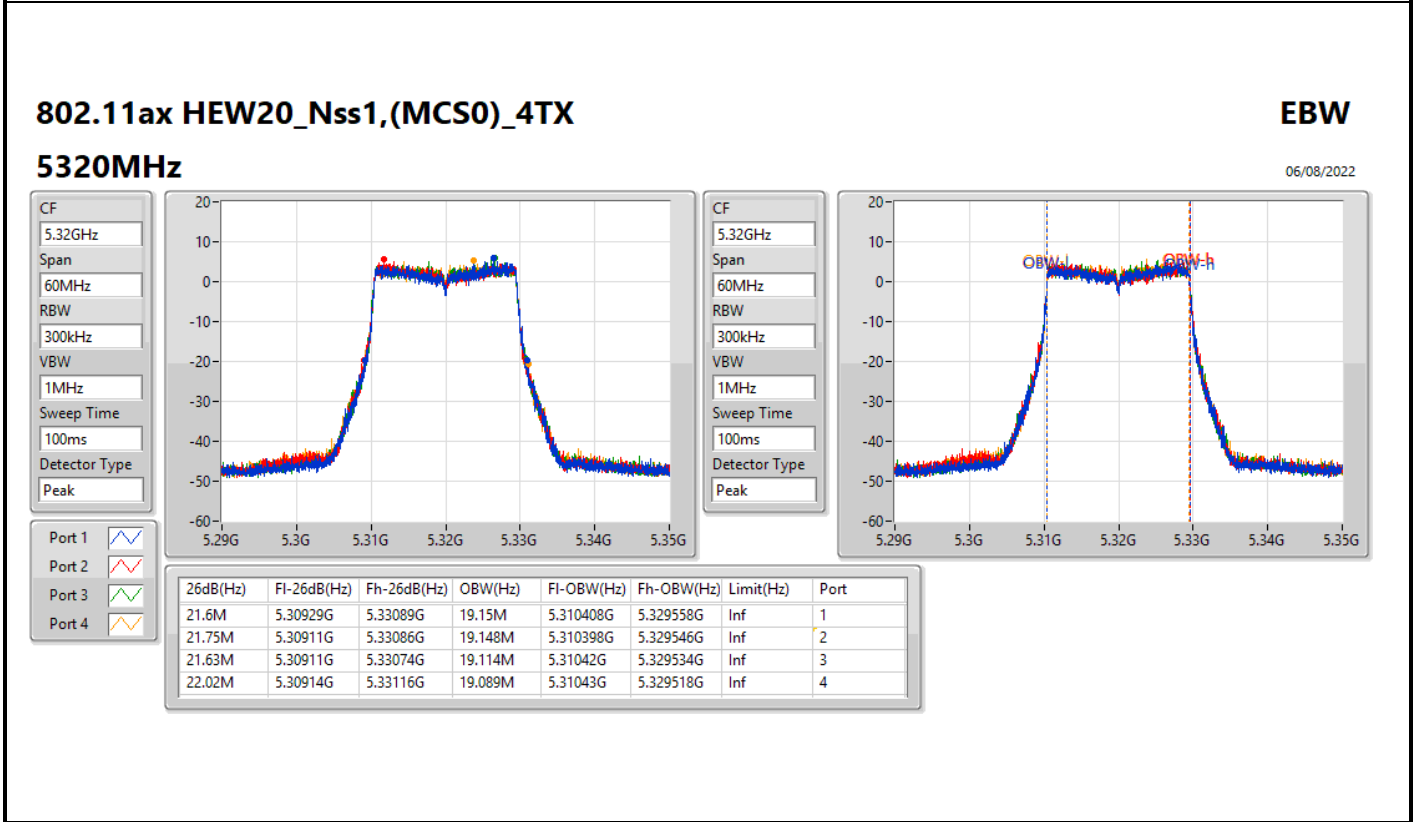 802.11ax HEW20_Nss1,(MCS0)_4TX
EBW
5320MHz
06/08/2022
CF
5.32GHz
Span
60MHz
RBW
300kHz
VBW
1MHz
Sweep Time
100ms
Detector Type
Peak
20
10
0
-10
-20
-30
-40
-50
-60
5.29G 5.3G 5.31G 5.32G 5.33G 5.34G 5.35G
CF
5.32GHz
Span
60MHz
RBW
300kHz
VBW
1MHz
Sweep Time
100ms
Detector Type
Peak
20
10
0
-10
-20
-30
-40
-50
-60
OBW-l
OBW-h
OBW-h
5.29G 5.3G 5.31G 5.32G 5.33G 5.34G 5.35G
Port 1
Port 2
Port 3
Port 4
26dB(Hz) Fl-26dB(Hz) Fh-26dB(Hz) OBW(Hz) Fl-OBW(Hz) Fh-OBW(Hz) Limit(Hz) Port
21.6M 5.30929G 5.33089G 19.15M 5.310408G 5.329558G Inf 1
21.75M 5.30911G 5.33086G 19.148M 5.310398G 5.329546G Inf 2
21.63M 5.30911G 5.33074G 19.114M 5.31042G 5.329534G Inf 3
22.02M 5.30914G 5.33116G 19.089M 5.31043G 5.329518G Inf 4